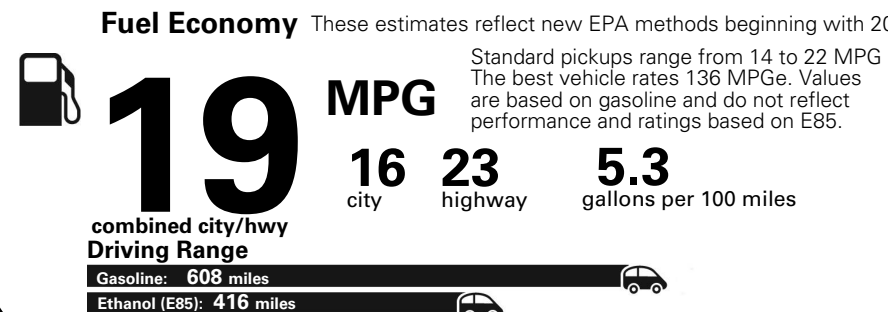 Fuel Economy These estimates reflect new EPA methods beginning with
Standard pickups range from 14 to 22 MPG
The best vehicle rates 136 MPGe. Values
are based on gasoline and do not reflect
performance and ratings based on E85.
19 MPG
16 23 5.3
city highway gallons per 100 miles
combined city/hwy
Driving Range
Gasoline: 608 miles
Ethanol (E85): 416 miles